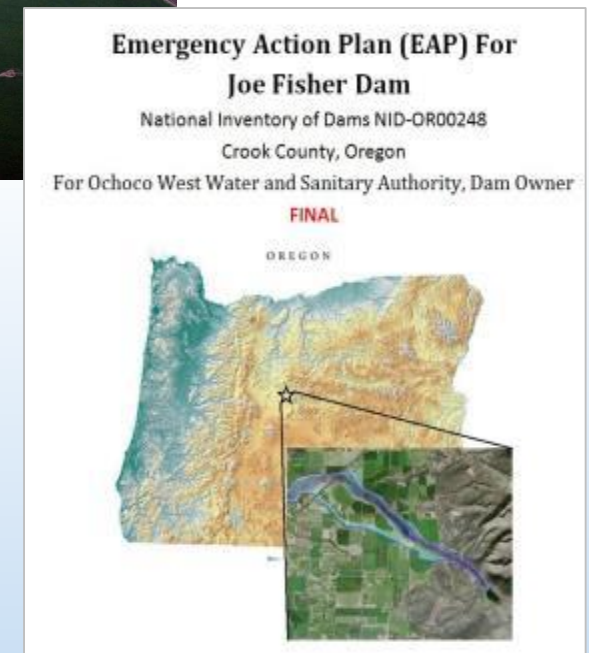 Emergency Action Plan (EAP) For
Joe Fisher Dam
National Inventory of Dams NID-OR00248
Crook County, Oregon
For Ochoco West Water and Sanitary Authority, Dam Owner
FINAL
OREGON